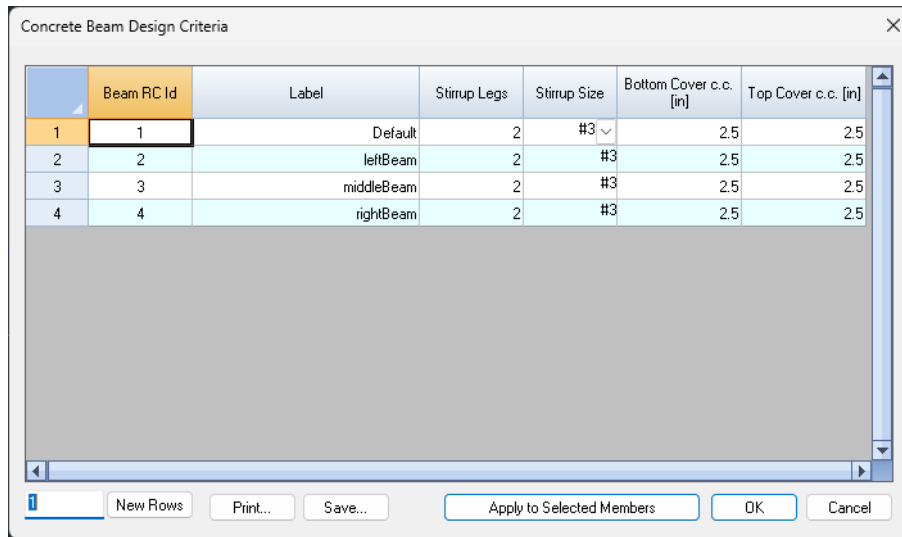 Concrete Beam Design Criteria
Beam RC Id Label Stirrup Legs Stirrup Size Bottom Cover c.c. [in] Top Cover c.c. [in]
1 1 Default 2 #3 2.5 2.5
2 2 leftBeam 2 #3 2.5 2.5
3 3 middleBeam 2 #3 2.5 2.5
4 4 rightBeam 2 #3 2.5 2.5
1 New Rows Print... Save... Apply to Selected Members OK Cancel